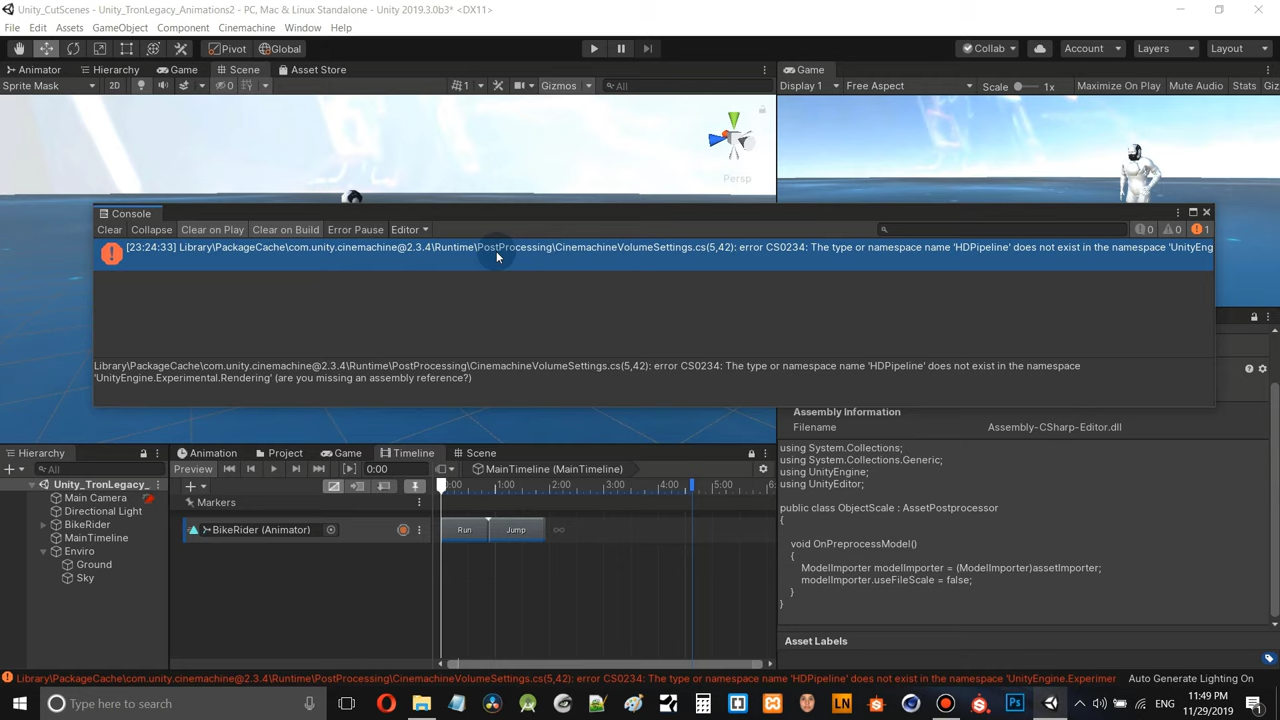 Unity_CutScenes - Unity_TronLegacy_Animations2 - PC, Mac & Linux Standalone - Unity 2019.3.0b3* <DX11>
File Edit Assets GameObject Component Cinemachine Window Help
Pivot Global Collab Account Layers Layout
Animator Hierarchy Game Scene Asset Store Game
Sprite Mask 2D 0 1 Gizmos All Display 1 Free Aspect Scale 1x Maximize On Play Mute Audio Stats Giz
Persp
Console
Clear Collapse Clear on Play Clear on Build Error Pause Editor 0 0 1
[23:24:33] Library\PackageCache\com.unity.cinemachine@2.3.4\Runtime\PostProcessing\CinemachineVolumeSettings.cs(5,42): error CS0234: The type or namespace name 'HDPipeline' does not exist in the namespace 'UnityEng
Library\PackageCache\com.unity.cinemachine@2.3.4\Runtime\PostProcessing\CinemachineVolumeSettings.cs(5,42): error CS0234: The type or namespace name 'HDPipeline' does not exist in the namespace
'UnityEngine.Experimental.Rendering' (are you missing an assembly reference?)
Assembly Information
Filename Assembly-CSharp-Editor.dll
using System.Collections;
using System.Collections.Generic;
using UnityEngine;
using UnityEditor;
public class ObjectScale : AssetPostprocessor
{
void OnPreprocessModel()
{
ModelImporter modelImporter = (ModelImporter)assetImporter;
modelImporter.useFileScale = false;
}
}
Asset Labels
Hierarchy Animation Project Game Timeline Scene
All Preview 0:00 MainTimeline (MainTimeline)
Unity_TronLegacy_
Main Camera
Directional Light
BikeRider
MainTimeline
Enviro
Ground
Sky
:00 1:00 2:00 3:00 4:00 5:00 6:
Markers
BikeRider (Animator) Run Jump
Library\PackageCache\com.unity.cinemachine@2.3.4\Runtime\PostProcessing\CinemachineVolumeSettings.cs(5,42): error CS0234: The type or namespace name 'HDPipeline' does not exist in the namespace 'UnityEngine.Experimer Auto Generate Lighting On
Type here to search LN Ps ENG 11:49 PM
11/29/2019